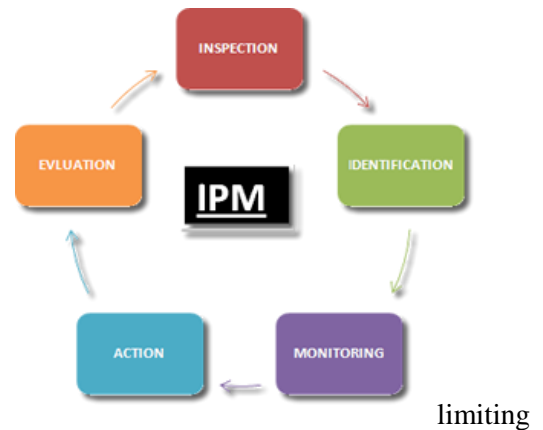 INSPECTION
IDENTIFICATION
MONITORING
ACTION
EVLUATION
IPM
limiting